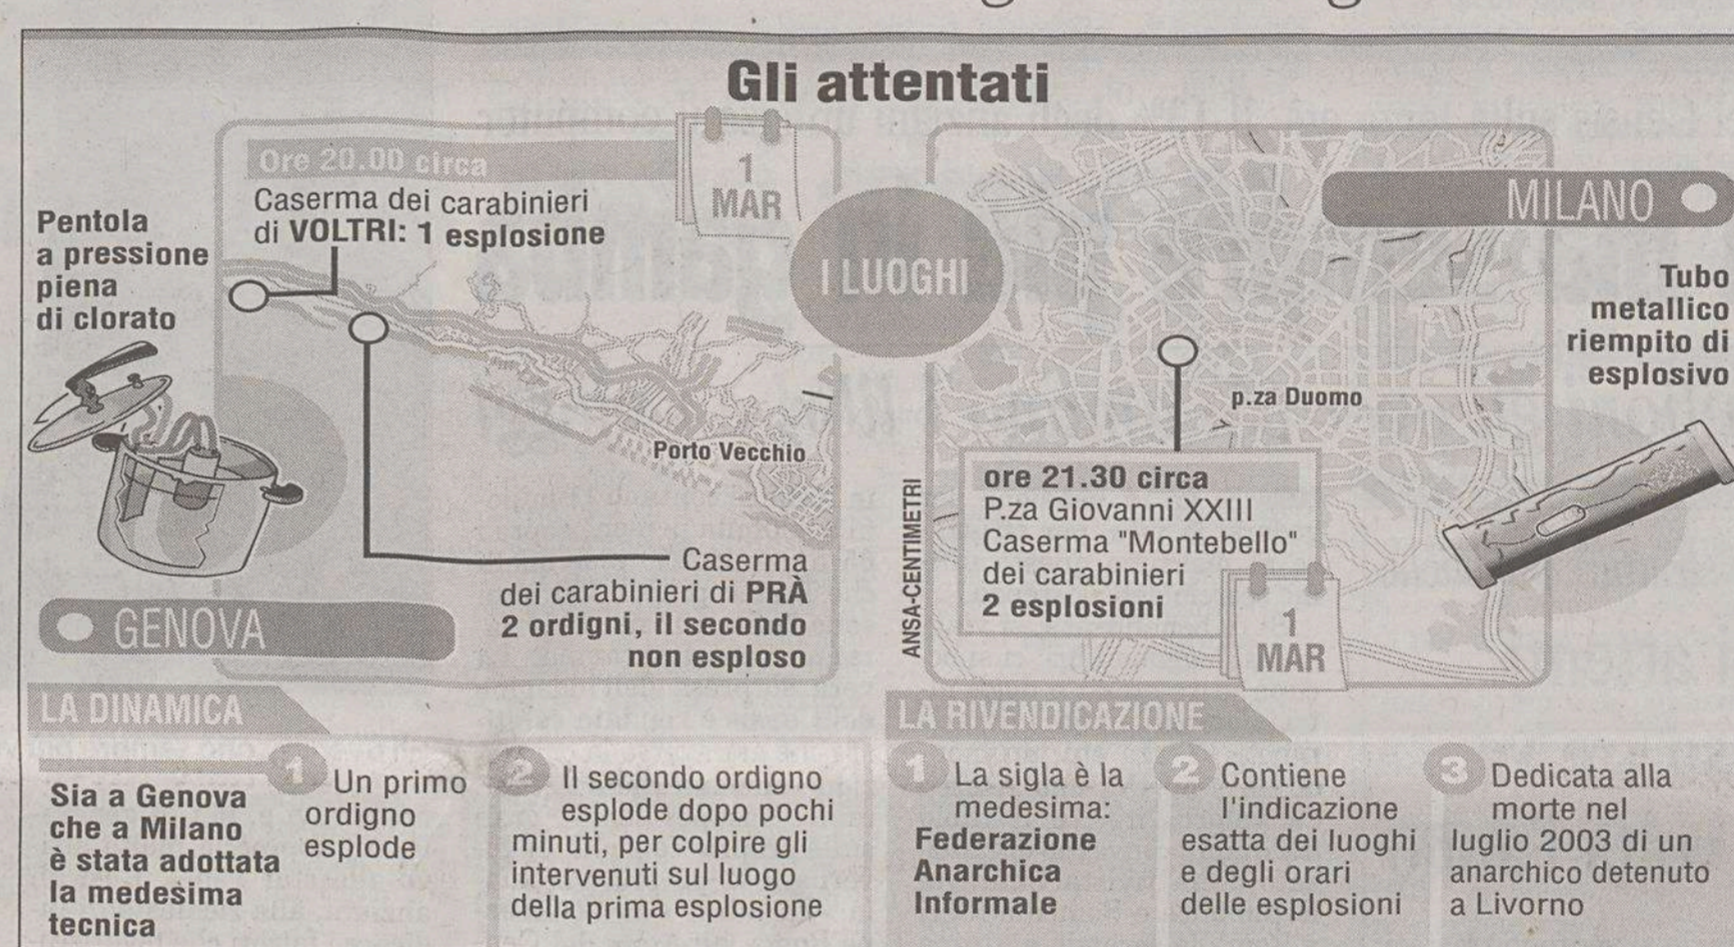 Gli attentati
Ore 20.00 circa
Caserma dei carabinieri
di VOLTRI: 1 esplosione
1
MAR
Pentola
a pressione
piena
di clorato
Porto Vecchio
Caserma
dei carabinieri di PRÀ
2 ordigni, il secondo
non esploso
GENOVA
I LUOGHI
MILANO
Tubo
metallico
riempito di
esplosivo
p.za Duomo
ore 21.30 circa
P.za Giovanni XXIII
Caserma "Montebello"
dei carabinieri
2 esplosioni
1
MAR
ANSA-CENTIMETRI
LA DINAMICA
Sia a Genova
che a Milano
è stata adottata
la medesima
tecnica
1 Un primo
ordigno
esplode
2 Il secondo ordigno
esplode dopo pochi
minuti, per colpire gli
intervenuti sul luogo
della prima esplosione
LA RIVENDICAZIONE
1 La sigla è la
medesima:
Federazione
Anarchica
Informale
2 Contiene
l'indicazione
esatta dei luoghi
e degli orari
delle esplosioni
3 Dedicata alla
morte nel
luglio 2003 di un
anarchico detenuto
a Livorno